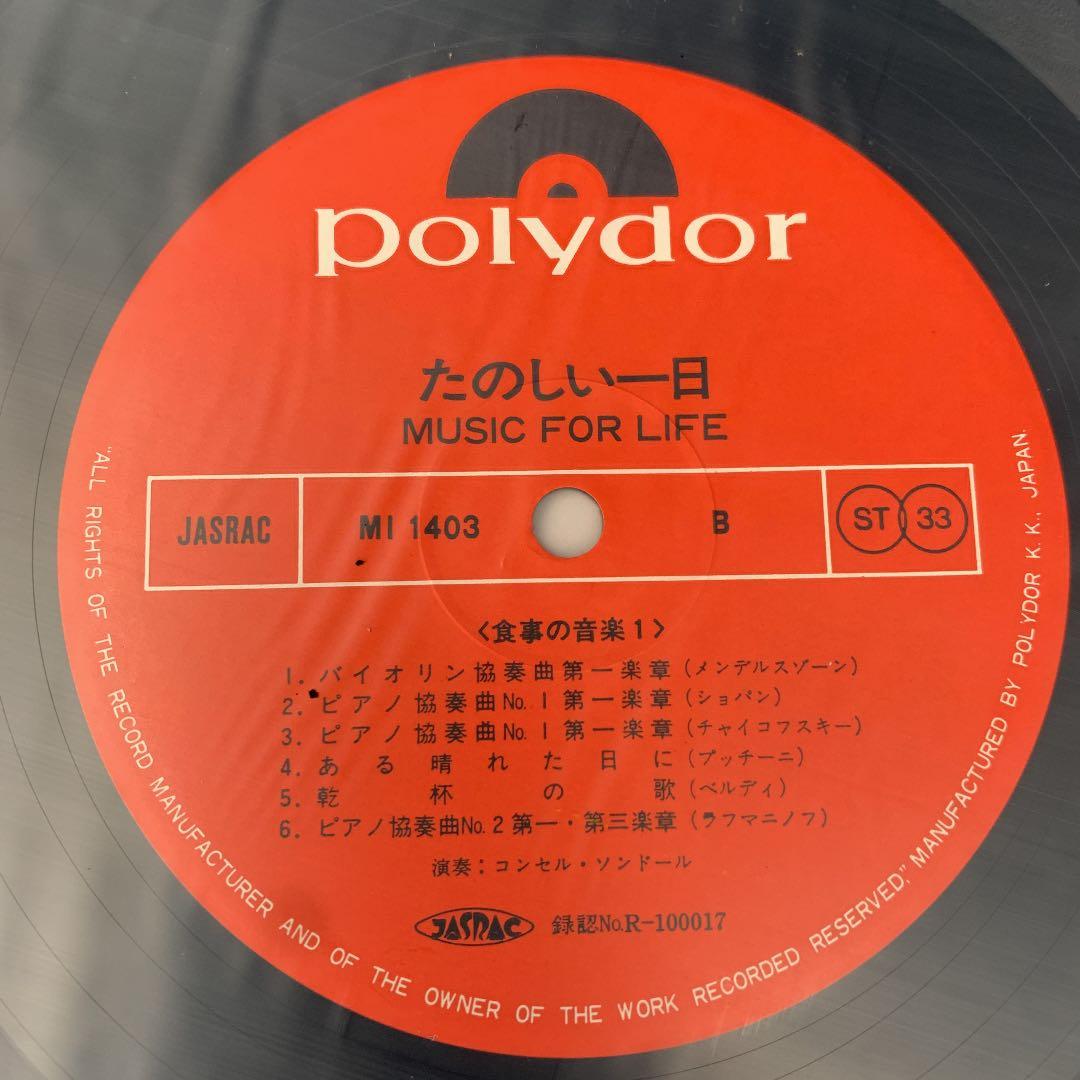 polydor
たのしい一日
MUSIC FOR LIFE
JASRAC MI 1403 B ST 33
〈食事の音楽1〉
1. バイオリン協奏曲第一楽章(メンデルスゾーン)
2. ピアノ協奏曲No.1第一楽章(ショパン)
3. ピアノ協奏曲No.1第一楽章(チャイコフスキー)
4. ある晴れた日に(プッチーニ)
5. 乾杯の歌(ベルディ)
6. ピアノ協奏曲No.2第一・第三楽章(ラフマニノフ)
演奏:コンセル・ソンドール
JASRAC 録認No.R-100017
"ALL RIGHTS OF THE RECORD MANUFACTURER AND OF THE OWNER OF THE WORK RECORDED RESERVED," MANUFACTURED BY POLYDOR K. K., JAPAN.